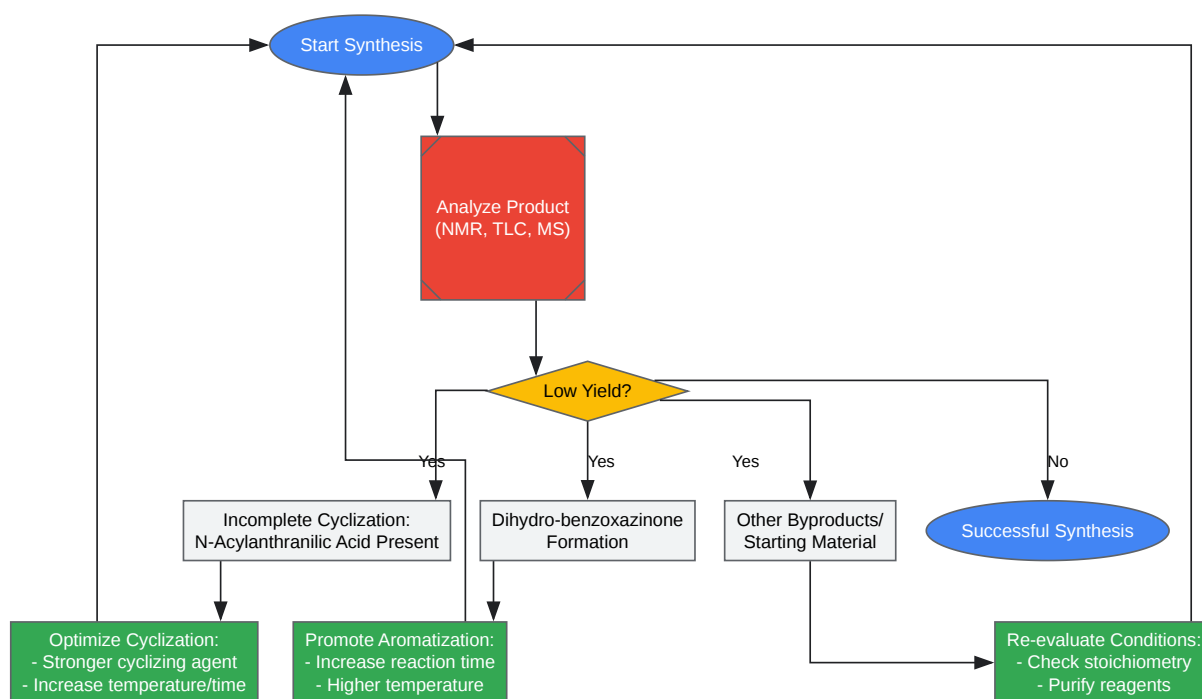 Start Synthesis
Analyze Product
(NMR, TLC, MS)
Low Yield?
Yes
Yes
Yes
No
Incomplete Cyclization:
N-Acylanthranilic Acid Present
Dihydro-benzoxazinone
Formation
Other Byproducts/
Starting Material
Successful Synthesis
Optimize Cyclization:
- Stronger cyclizing agent
- Increase temperature/time
Promote Aromatization:
- Increase reaction time
- Higher temperature
Re-evaluate Conditions:
- Check stoichiometry
- Purify reagents